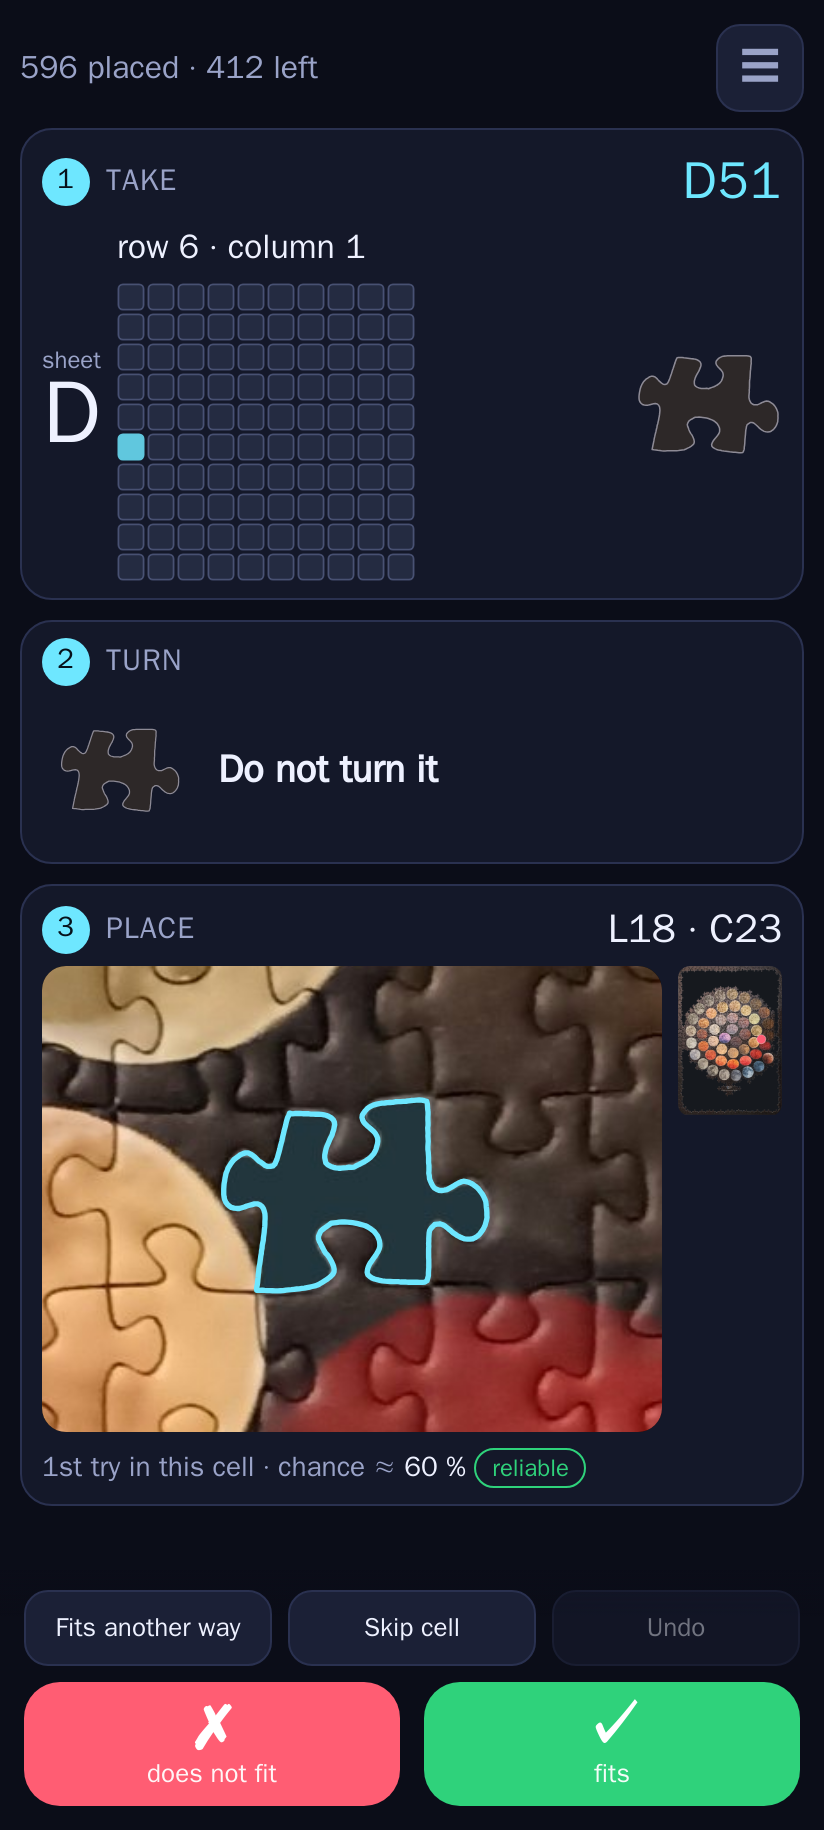 596 placed · 412 left
☰
1 TAKE
D51
row 6 · column 1
sheet
D
2 TURN
Do not turn it
3 PLACE
L18 · C23
1st try in this cell · chance ≈ 60 % reliable
Fits another way
Skip cell
Undo
✗
does not fit
✓
fits